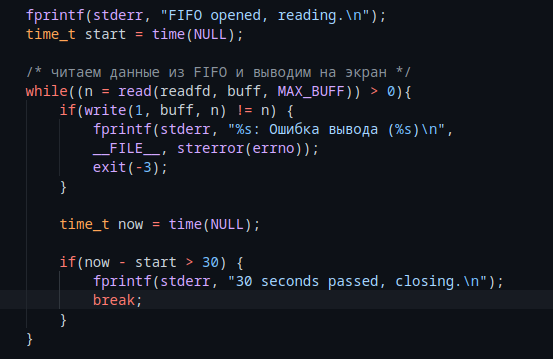 fprintf(stderr, "FIFO opened, reading.\n");
time_t start = time(NULL);
/* читаем данные из FIFO и выводим на экран */
while((n = read(readfd, buff, MAX_BUFF)) > 0){
if(write(1, buff, n) != n) {
fprintf(stderr, "%s: Ошибка вывода (%s)\n",
__FILE__, strerror(errno));
exit(-3);
}
time_t now = time(NULL);
if(now - start > 30) {
fprintf(stderr, "30 seconds passed, closing.\n");
break;
}
}